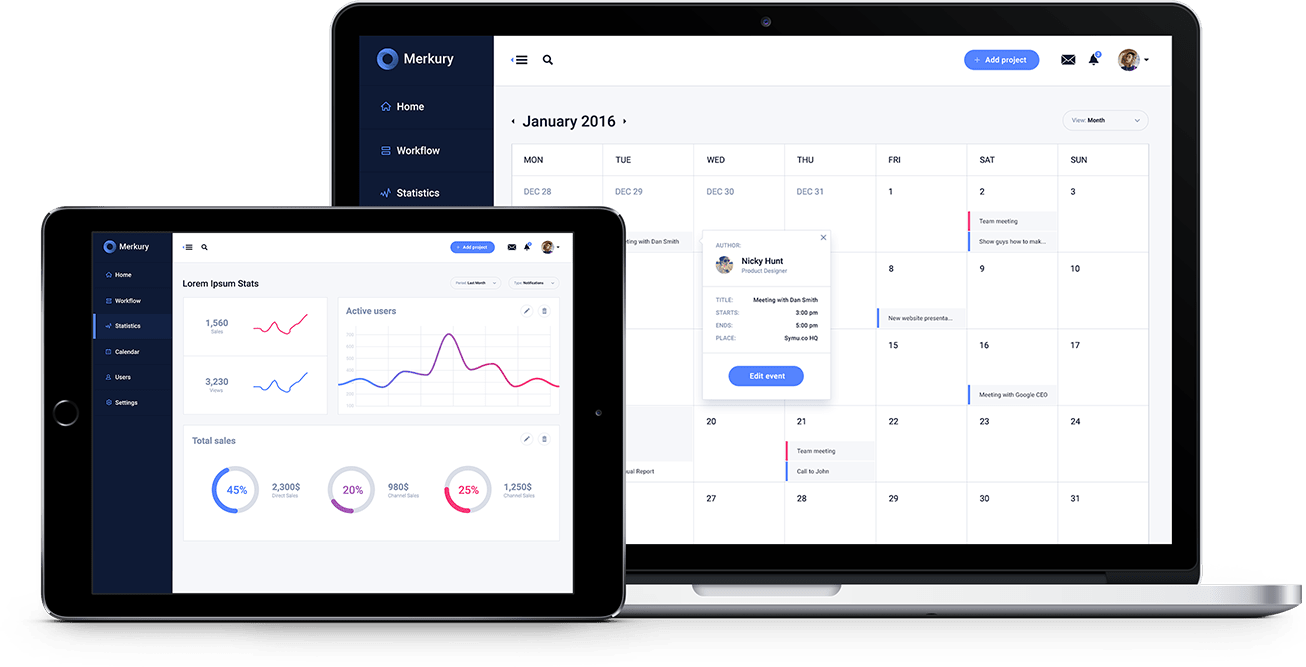 Merkury
Add project
Home
January 2016
View: Month
Workflow
MON TUE WED THU FRI SAT SUN
Statistics
DEC 28 DEC 29 DEC 30 DEC 31 1 2 3
Team meeting
ting with Dan Smith
Show guys how to mak...
AUTHOR:
Nicky Hunt
Product Designer
8 9 10
TITLE: Meeting with Dan Smith
STARTS: 3:00 pm
New website presenta...
ENDS: 5:00 pm
PLACE: Symu.co HQ
15 16 17
Edit event
Meeting with Google CEO
20 21 22 23 24
Team meeting
ual Report
Call to John
27 28 29 30 31
Merkury
Add project
Home
Workflow
Statistics
Calendar
Users
Settings
Lorem Ipsum Stats
Period: Last Month
Type: Notifications
1,560
Sales
3,230
Views
Active users
Total sales
45%
2,300$
Direct Sales
20%
980$
Channel Sales
25%
1,250$
Channel Sales